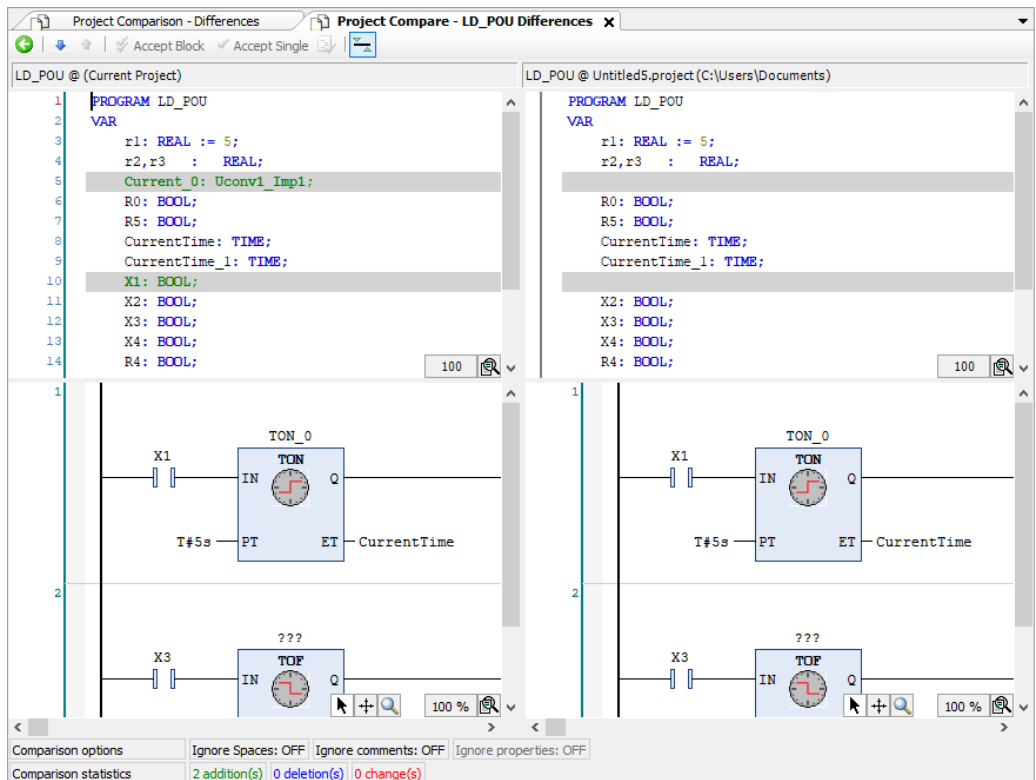 Project Comparison - Differences
Project Compare - LD_POU Differences X
Accept Block Accept Single
LD_POU @ (Current Project)
LD_POU @ Untitled5.project (C:\Users\Documents)
1 PROGRAM LD_POU
2 VAR
3 r1: REAL := 5;
4 r2,r3 : REAL;
5 Current_0: Uconv1_Imp1;
6 R0: BOOL;
7 R5: BOOL;
8 CurrentTime: TIME;
9 CurrentTime_1: TIME;
10 X1: BOOL;
11 X2: BOOL;
12 X3: BOOL;
13 X4: BOOL;
14 R4: BOOL;
100
PROGRAM LD_POU
VAR
r1: REAL := 5;
r2,r3 : REAL;
R0: BOOL;
R5: BOOL;
CurrentTime: TIME;
CurrentTime_1: TIME;
X2: BOOL;
X3: BOOL;
X4: BOOL;
R4: BOOL;
100
1
TON_0
X1 TON
IN Q
T#5s PT ET CurrentTime
2
???
X3 TOF
IN Q
100 %
1
TON_0
X1 TON
IN Q
T#5s PT ET CurrentTime
2
???
X3 TOF
IN Q
100 %
Comparison options Ignore Spaces: OFF Ignore comments: OFF Ignore properties: OFF
Comparison statistics 2 addition(s) 0 deletion(s) 0 change(s)